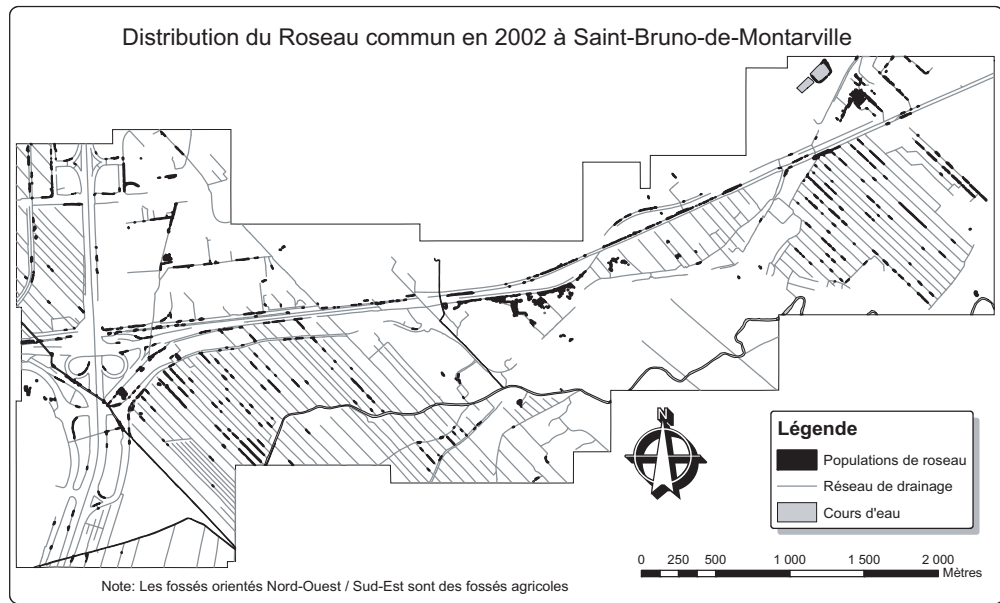 Distribution du Roseau commun en 2002 à Saint-Bruno-de-Montarville
N
Légende
Populations de roseau
Réseau de drainage
Cours d'eau
0 250 500 1 000 1 500 2 000
Mètres
Note: Les fossés orientés Nord-Ouest / Sud-Est sont des fossés agricoles